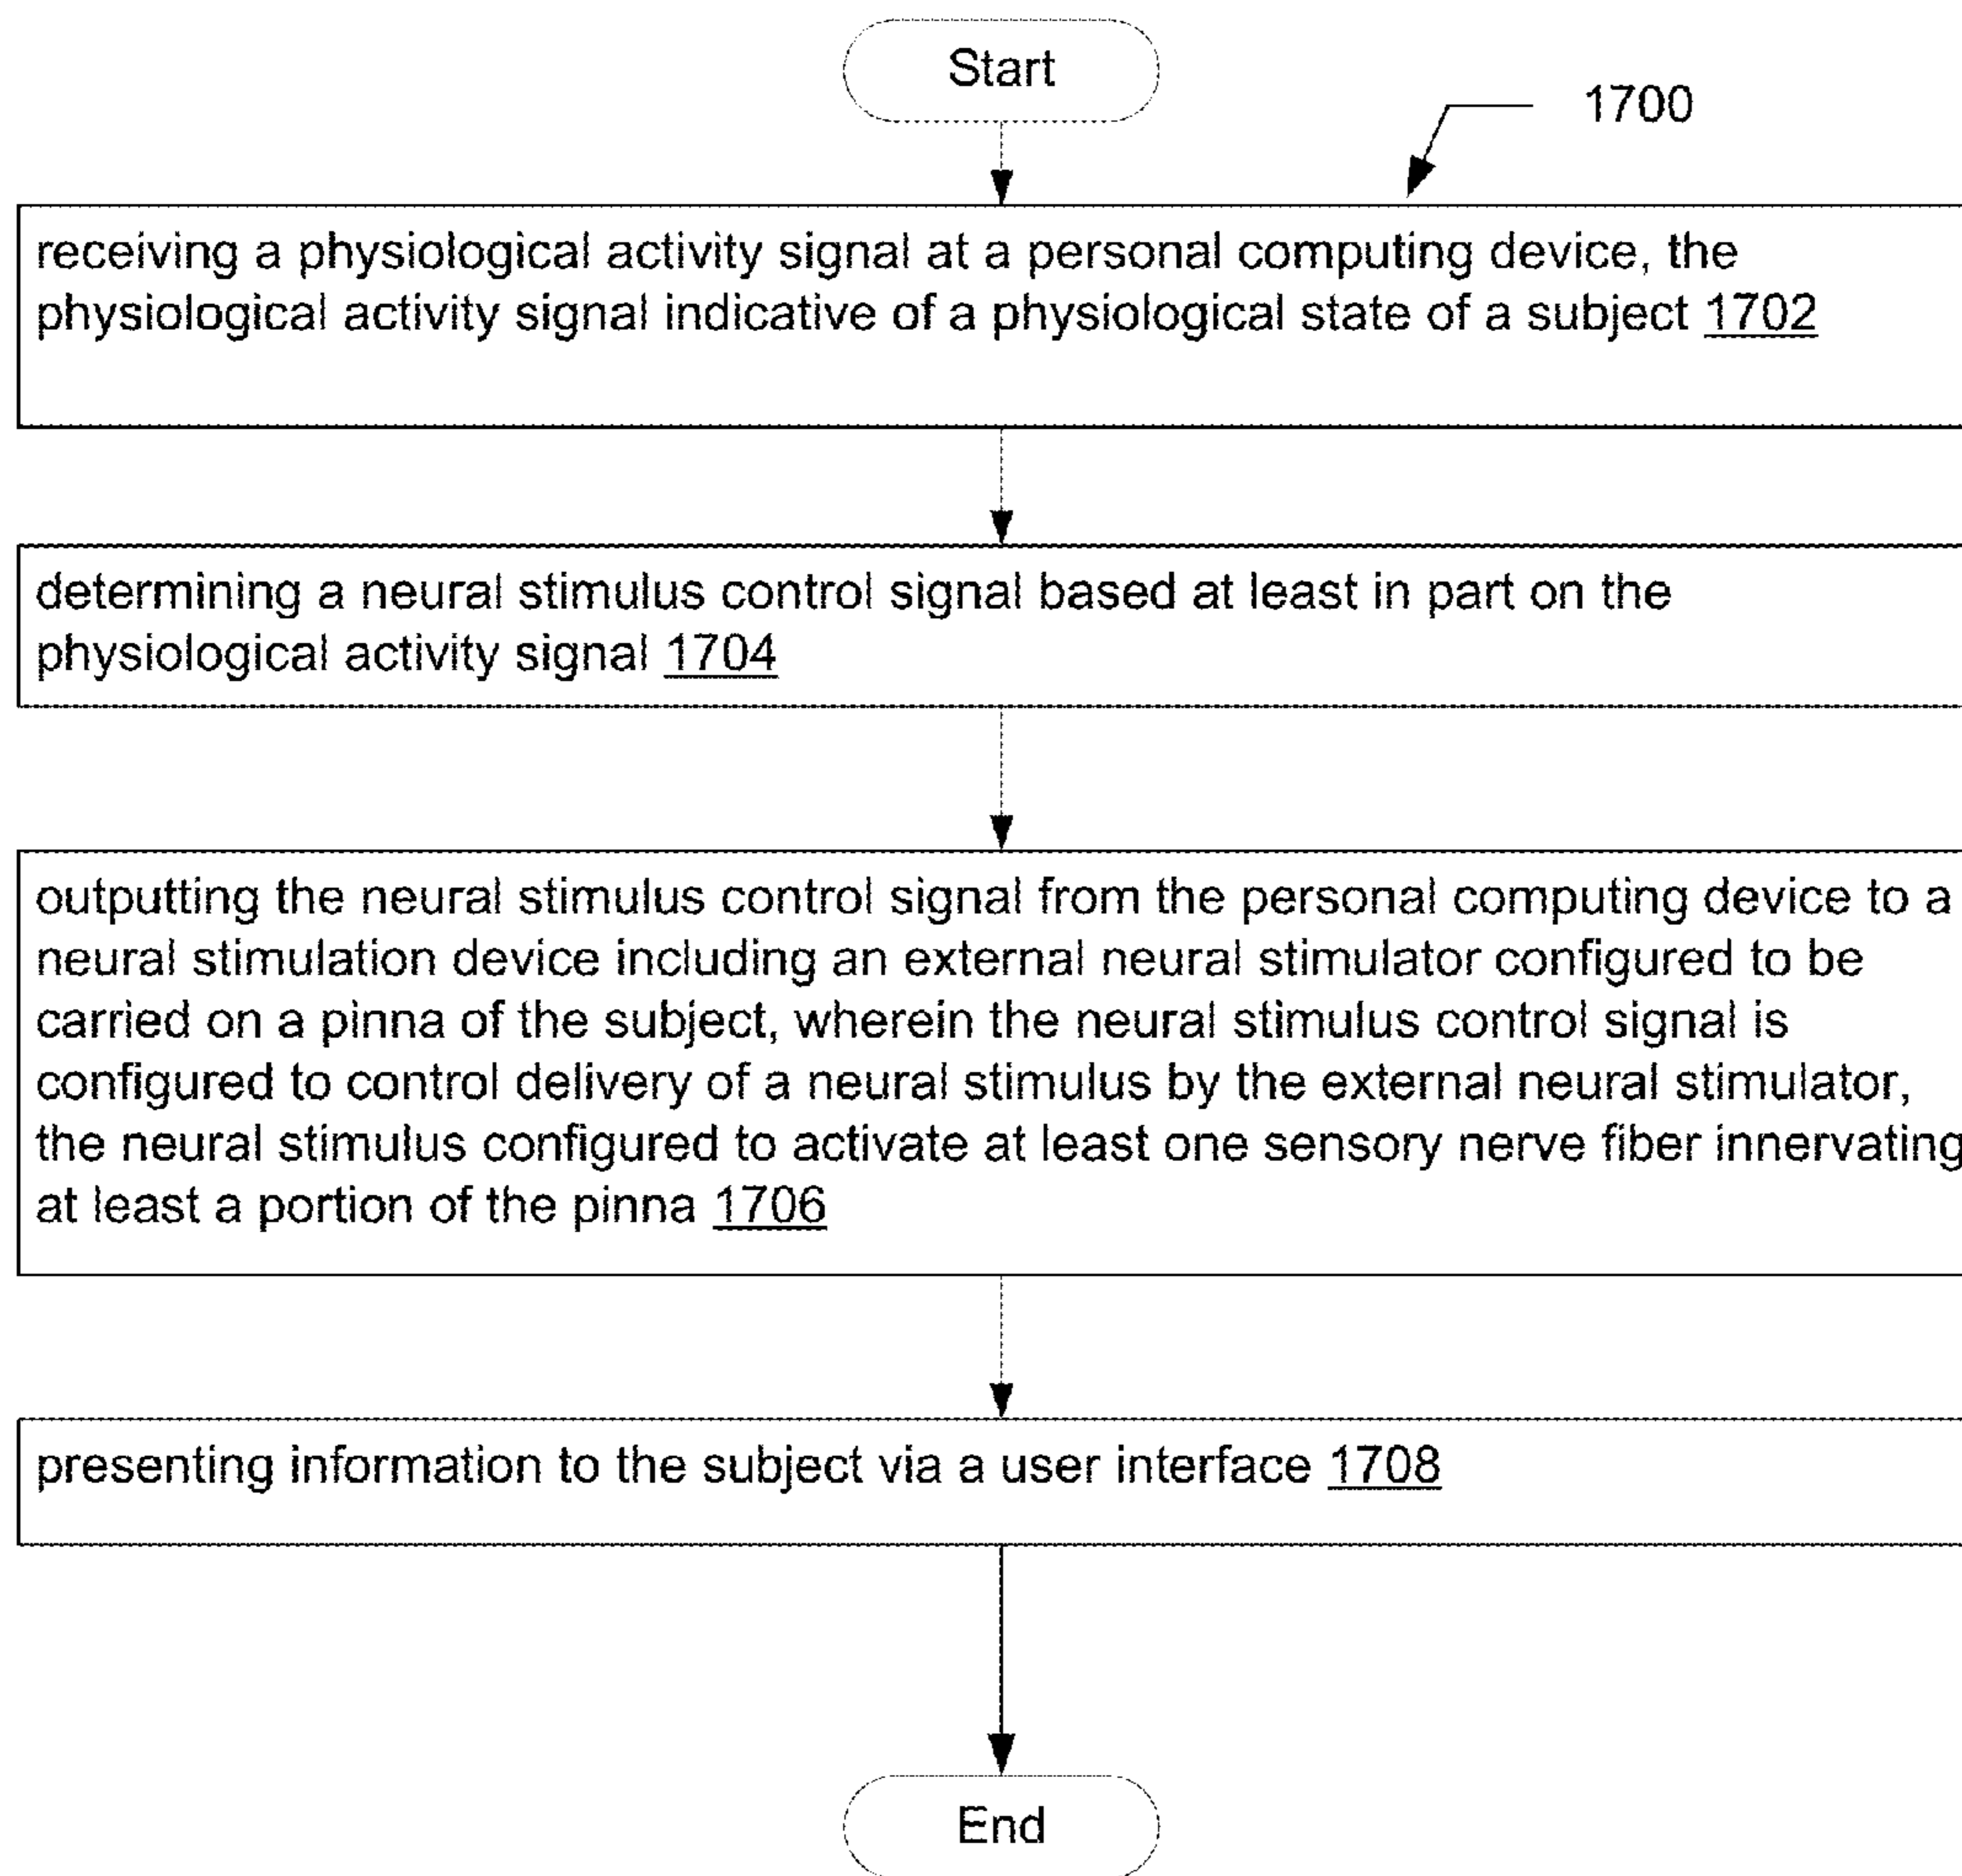 Start
1700
receiving a physiological activity signal at a personal computing device, the
physiological activity signal indicative of a physiological state of a subject 1702
determining a neural stimulus control signal based at least in part on the
physiological activity signal 1704
outputting the neural stimulus control signal from the personal computing device to a
neural stimulation device including an external neural stimulator configured to be
carried on a pinna of the subject, wherein the neural stimulus control signal is
configured to control delivery of a neural stimulus by the external neural stimulator,
the neural stimulus configured to activate at least one sensory nerve fiber innervating
at least a portion of the pinna 1706
presenting information to the subject via a user interface 1708
End